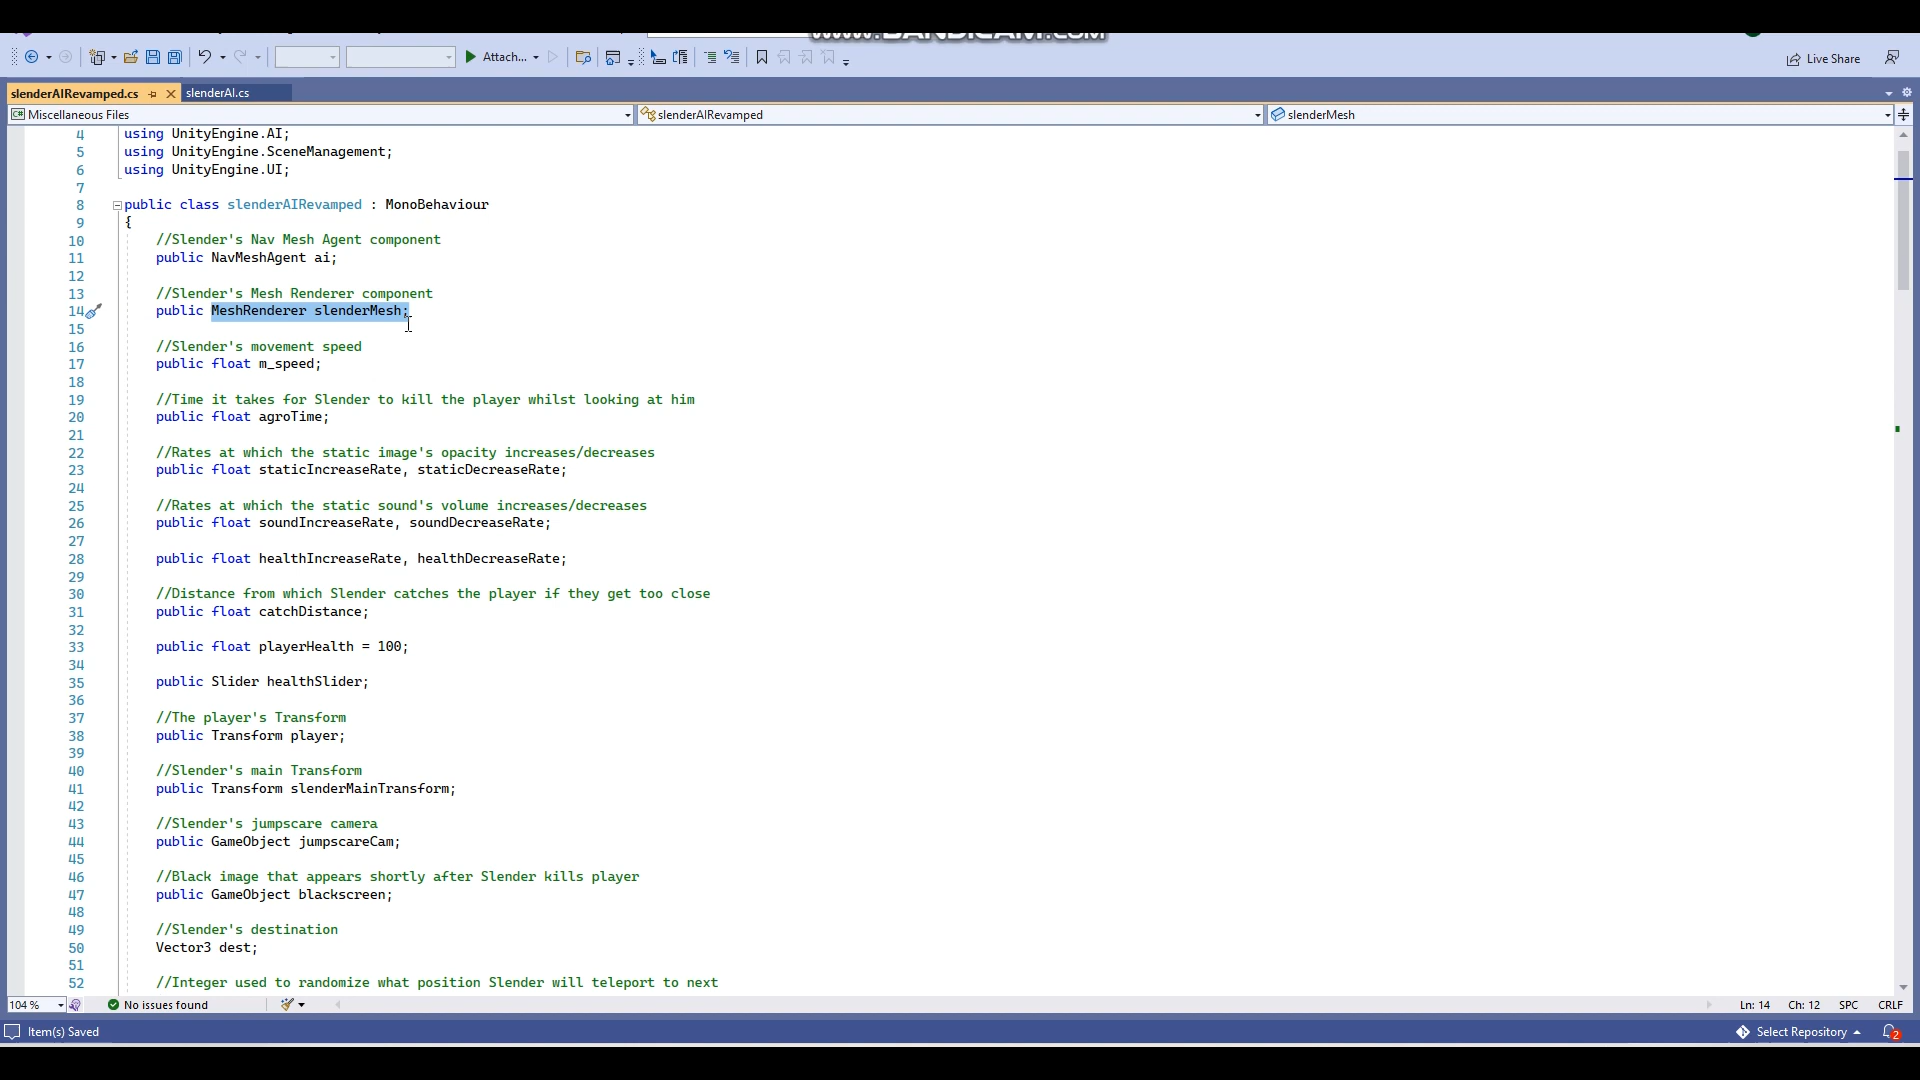 www.BANDICAM.com
Attach...
Live Share
slenderAIRevamped.cs
slenderAI.cs
Miscellaneous Files
slenderAIRevamped
slenderMesh
4 using UnityEngine.AI;
5 using UnityEngine.SceneManagement;
6 using UnityEngine.UI;
7
8 public class slenderAIRevamped : MonoBehaviour
9 {
10 //Slender's Nav Mesh Agent component
11 public NavMeshAgent ai;
12
13 //Slender's Mesh Renderer component
14 public MeshRenderer slenderMesh;
15
16 //Slender's movement speed
17 public float m_speed;
18
19 //Time it takes for Slender to kill the player whilst looking at him
20 public float agroTime;
21
22 //Rates at which the static image's opacity increases/decreases
23 public float staticIncreaseRate, staticDecreaseRate;
24
25 //Rates at which the static sound's volume increases/decreases
26 public float soundIncreaseRate, soundDecreaseRate;
27
28 public float healthIncreaseRate, healthDecreaseRate;
29
30 //Distance from which Slender catches the player if they get too close
31 public float catchDistance;
32
33 public float playerHealth = 100;
34
35 public Slider healthSlider;
36
37 //The player's Transform
38 public Transform player;
39
40 //Slender's main Transform
41 public Transform slenderMainTransform;
42
43 //Slender's jumpscare camera
44 public GameObject jumpscareCam;
45
46 //Black image that appears shortly after Slender kills player
47 public GameObject blackscreen;
48
49 //Slender's destination
50 Vector3 dest;
51
52 //Integer used to randomize what position Slender will teleport to next
104 %
No issues found
Ln: 14 Ch: 12 SPC CRLF
Item(s) Saved
Select Repository
2